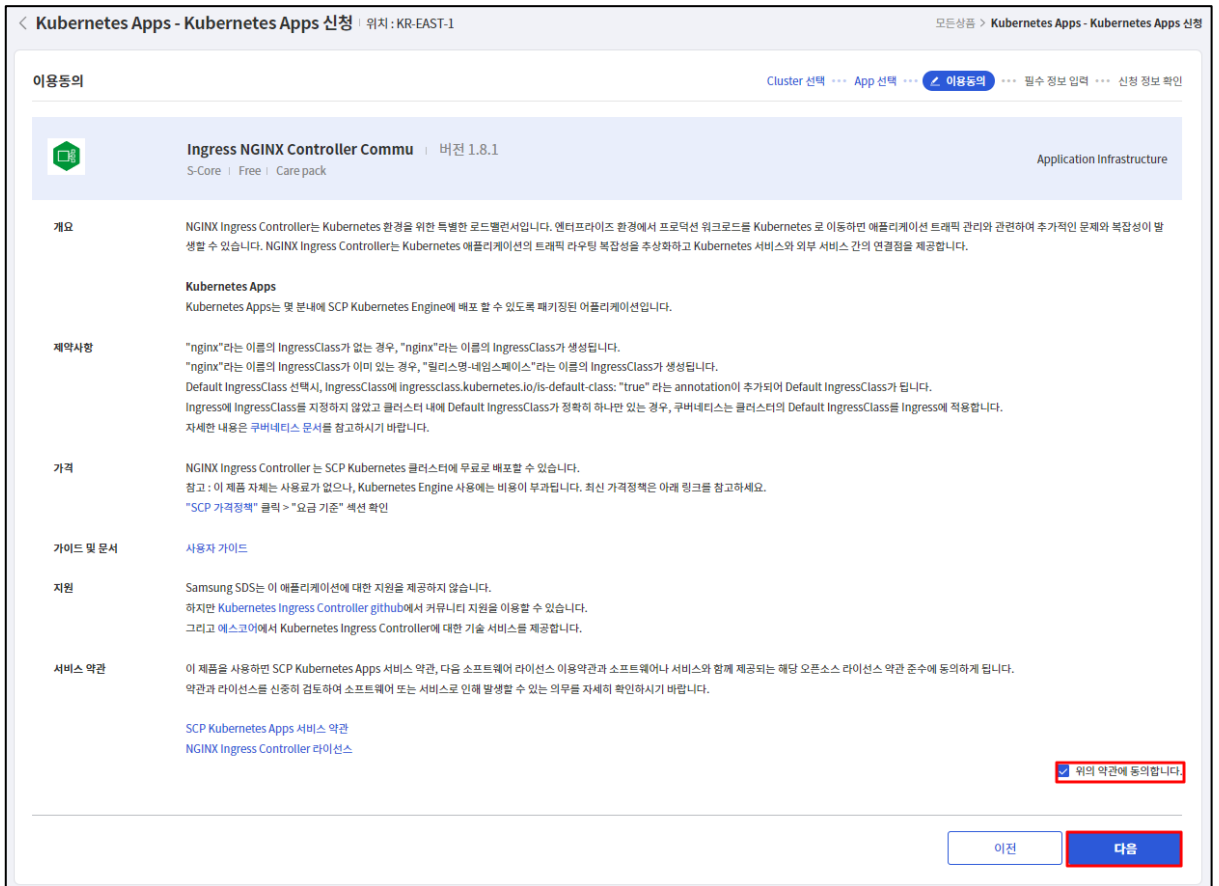 < Kubernetes Apps - Kubernetes Apps 신청 | 위치 : KR-EAST-1
모든상품 > Kubernetes Apps - Kubernetes Apps 신청
이용동의
Cluster 선택 ··· App 선택 ··· 이용동의 ··· 필수 정보 입력 ··· 신청 정보 확인
Ingress NGINX Controller Commu | 버전 1.8.1
S-Core | Free | Care pack
Application Infrastructure
개요
NGINX Ingress Controller는 Kubernetes 환경을 위한 특별한 로드밸런서입니다. 엔터프라이즈 환경에서 프로덕션 워크로드를 Kubernetes 로 이동하면 애플리케이션 트래픽 관리와 관련하여 추가적인 문제와 복잡성이 발
생할 수 있습니다. NGINX Ingress Controller는 Kubernetes 애플리케이션의 트래픽 라우팅 복잡성을 추상화하고 Kubernetes 서비스와 외부 서비스 간의 연결점을 제공합니다.
Kubernetes Apps
Kubernetes Apps는 몇 분내에 SCP Kubernetes Engine에 배포 할 수 있도록 패키징된 어플리케이션입니다.
제약사항
"nginx"라는 이름의 IngressClass가 없는 경우, "nginx"라는 이름의 IngressClass가 생성됩니다.
"nginx"라는 이름의 IngressClass가 이미 있는 경우, "릴리스명-네임스페이스"라는 이름의 IngressClass가 생성됩니다.
Default IngressClass 선택시, IngressClass에 ingressclass.kubernetes.io/is-default-class: "true" 라는 annotation이 추가되어 Default IngressClass가 됩니다.
Ingress에 IngressClass를 지정하지 않았고 클러스터 내에 Default IngressClass가 정확히 하나만 있는 경우, 쿠버네티스는 클러스터의 Default IngressClass를 Ingress에 적용합니다.
자세한 내용은 쿠버네티스 문서를 참고하시기 바랍니다.
가격
NGINX Ingress Controller 는 SCP Kubernetes 클러스터에 무료로 배포할 수 있습니다.
참고 : 이 제품 자체는 사용료가 없으나, Kubernetes Engine 사용에는 비용이 부과됩니다. 최신 가격정책은 아래 링크를 참고하세요.
"SCP 가격정책" 클릭 > "요금 기준" 섹션 확인
가이드 및 문서
사용자 가이드
지원
Samsung SDS는 이 애플리케이션에 대한 지원을 제공하지 않습니다.
하지만 Kubernetes Ingress Controller github에서 커뮤니티 지원을 이용할 수 있습니다.
그리고 에스코어에서 Kubernetes Ingress Controller에 대한 기술 서비스를 제공합니다.
서비스 약관
이 제품을 사용하면 SCP Kubernetes Apps 서비스 약관, 다음 소프트웨어 라이선스 이용약관과 소프트웨어나 서비스와 함께 제공되는 해당 오픈소스 라이선스 약관 준수에 동의하게 됩니다.
약관과 라이선스를 신중히 검토하여 소프트웨어 또는 서비스로 인해 발생할 수 있는 의무를 자세히 확인하시기 바랍니다.
SCP Kubernetes Apps 서비스 약관
NGINX Ingress Controller 라이선스
위의 약관에 동의합니다.
이전
다음